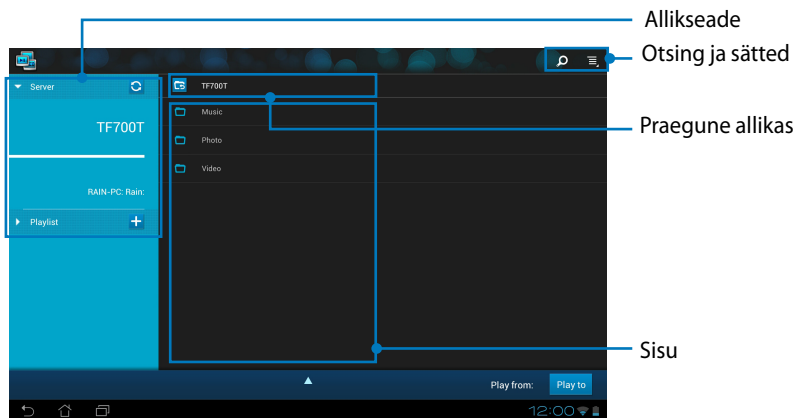 Allikseade
Otsing ja sätted
Server
TF700T
TF700T
Music
Praegune allikas
Photo
Video
RAIN-PC: Rain:
Playlist
Sisu
Play from:
Play to
12:00